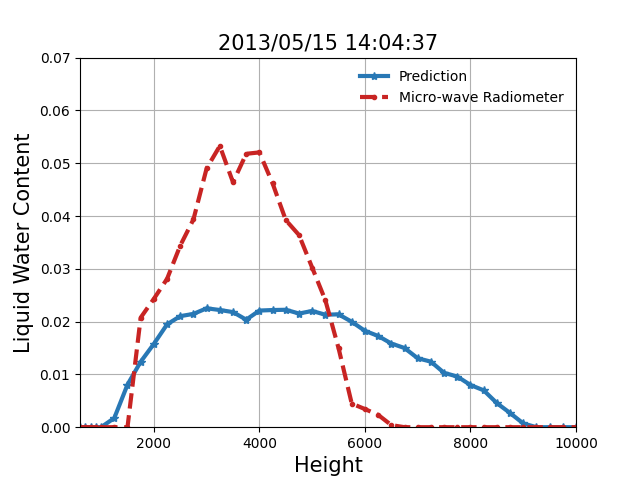 2013/05/15 14:04:37
Prediction
Micro-wave Radiometer
Liquid Water Content
0.07
0.06
0.05
0.04
0.03
0.02
0.01
0.00
2000 4000 6000 8000 10000
Height